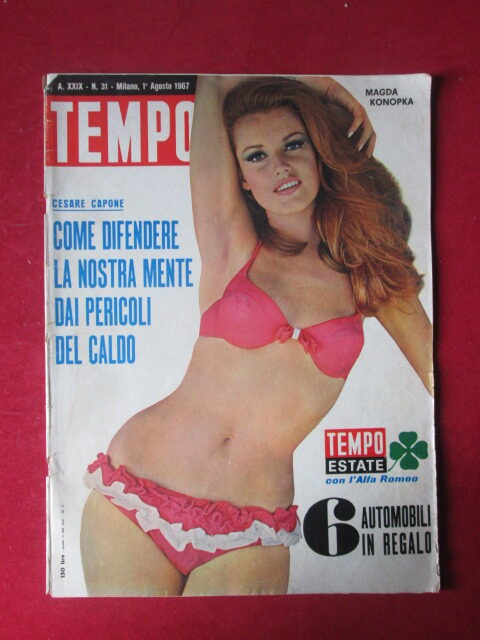 A. XXIX - N. 31 - Milano, 1° Agosto 1967
TEMPO
MAGDA
KONOPKA
CESARE CAPONE
COME DIFENDERE
LA NOSTRA MENTE
DAI PERICOLI
DEL CALDO
TEMPO
ESTATE
con l'Alfa Romeo
6 AUTOMOBILI
IN REGALO
150 lire